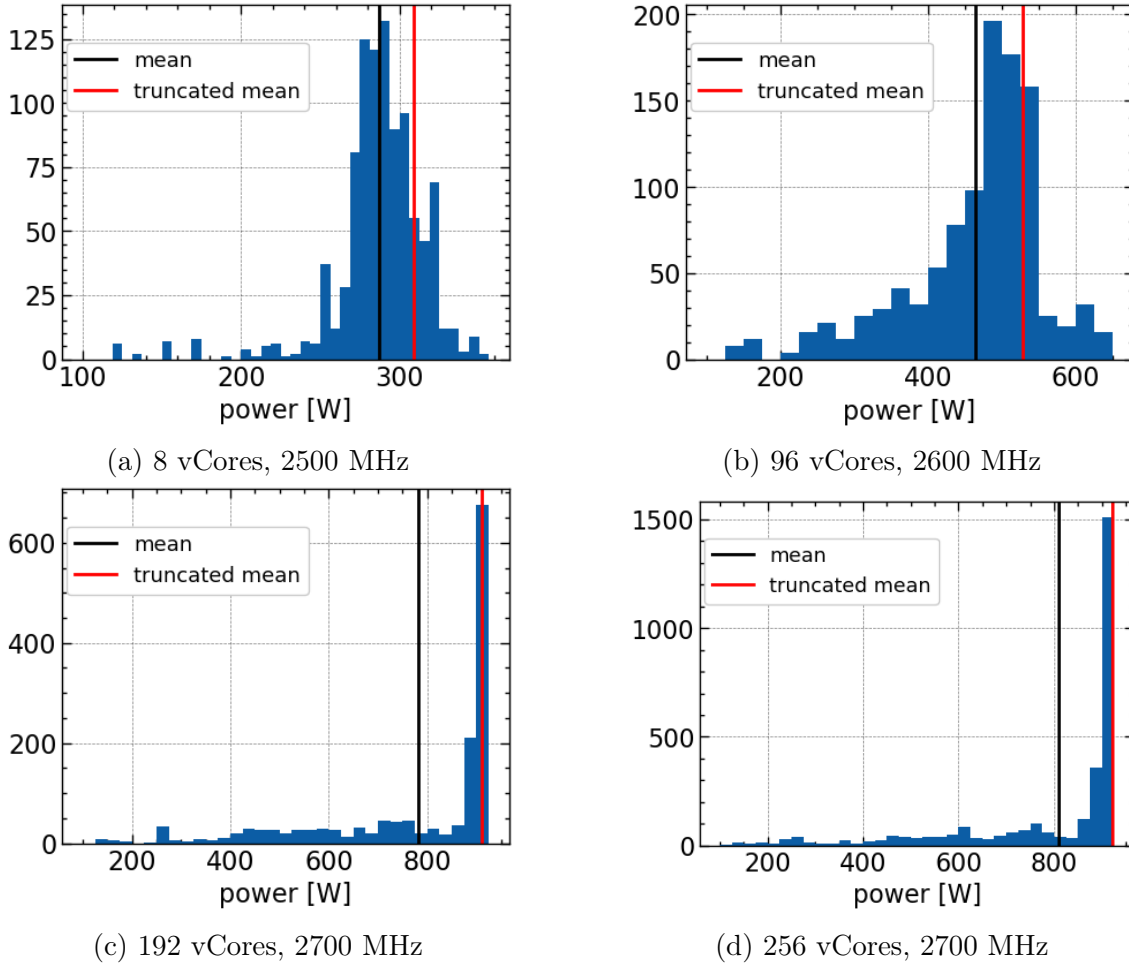 125
100
75
50
25
0
mean
truncated mean
100
200
300
power [W]
(a) 8 vCores, 2500 MHz
200
150
100
50
0
mean
truncated mean
200
400
600
power [W]
(b) 96 vCores, 2600 MHz
600
400
200
0
mean
truncated mean
200
400
600
800
power [W]
(c) 192 vCores, 2700 MHz
1500
1000
500
0
mean
truncated mean
200
400
600
800
power [W]
(d) 256 vCores, 2700 MHz